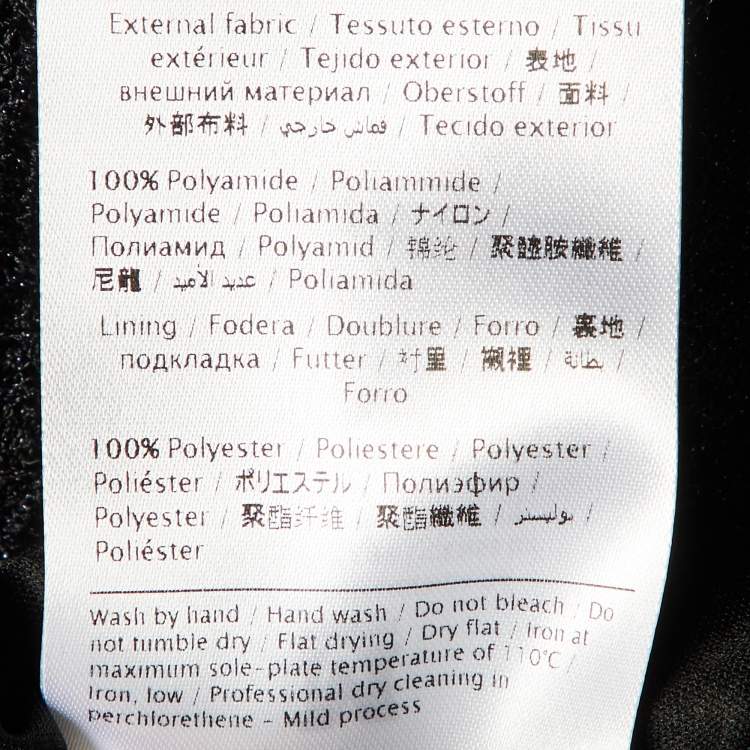 External fabric / Tessuto esterno / Tissu
extérieur / Tejido exterior / 表地 /
внешний материал / Oberstoff / 面料 /
外部布料 / قماش خارجي / Tecido exterior
100% Polyamide / Poliammide /
Polyamide / Poliamida / ナイロン /
Полиамид / Polyamid / 锦纶 / 聚醯胺纖維 /
尼龍 / عديد الأميد / Poliamida
Lining / Fodera / Doublure / Forro / 裏地 /
подкладка / Futter / 衬里 / 襯裡 / بطانة /
Forro
100% Polyester / Poliestere / Polyester /
Poliéster / ポリエステル / Полиэфир /
Polyester / 聚酯纤维 / 聚酯纖維 / بوليستر /
Poliéster
Wash by hand / Hand wash / Do not bleach / Do
not tumble dry / Flat drying / Dry flat / Iron at
maximum sole-plate temperature of 110°C /
Iron, low / Professional dry cleaning in
perchlorethene - Mild process